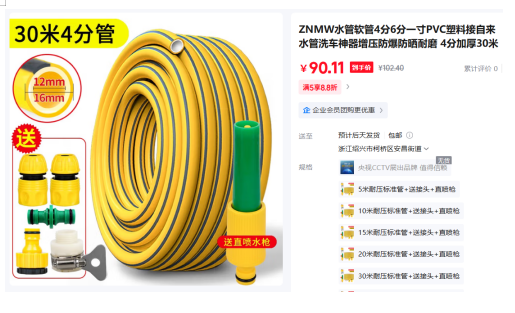 30米4分管
12mm
16mm
送
送直喷水枪
ZNMW水管软管4分6分一寸PVC塑料接自来
水管洗车神器增压防爆防晒耐磨 4分加厚30米
￥90.11 到手价 ￥102.40
累计评价 0
满5享8.8折
企业会员团购更优惠
送至
预计后天发货 包邮
浙江绍兴市柯桥区安昌街道
规格
无货
央视CCTV展出品牌 值得信赖
5米耐压标准管+送接头+直喷枪
10米耐压标准管+送接头+直喷枪
15米耐压标准管+送接头+直喷枪
20米耐压标准管+送接头+直喷枪
30米耐压标准管+送接头+直喷枪